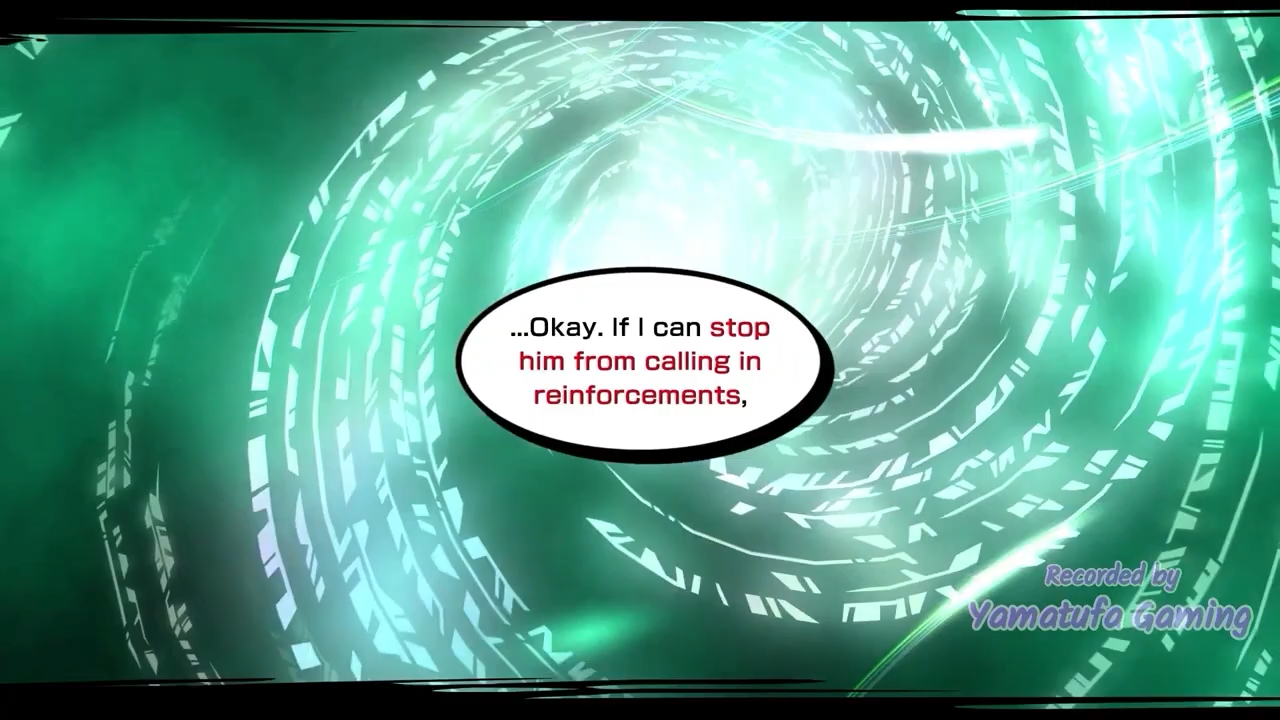 ...Okay. If I can stop
him from calling in
reinforcements,
Recorded by
Yamatufa Gaming